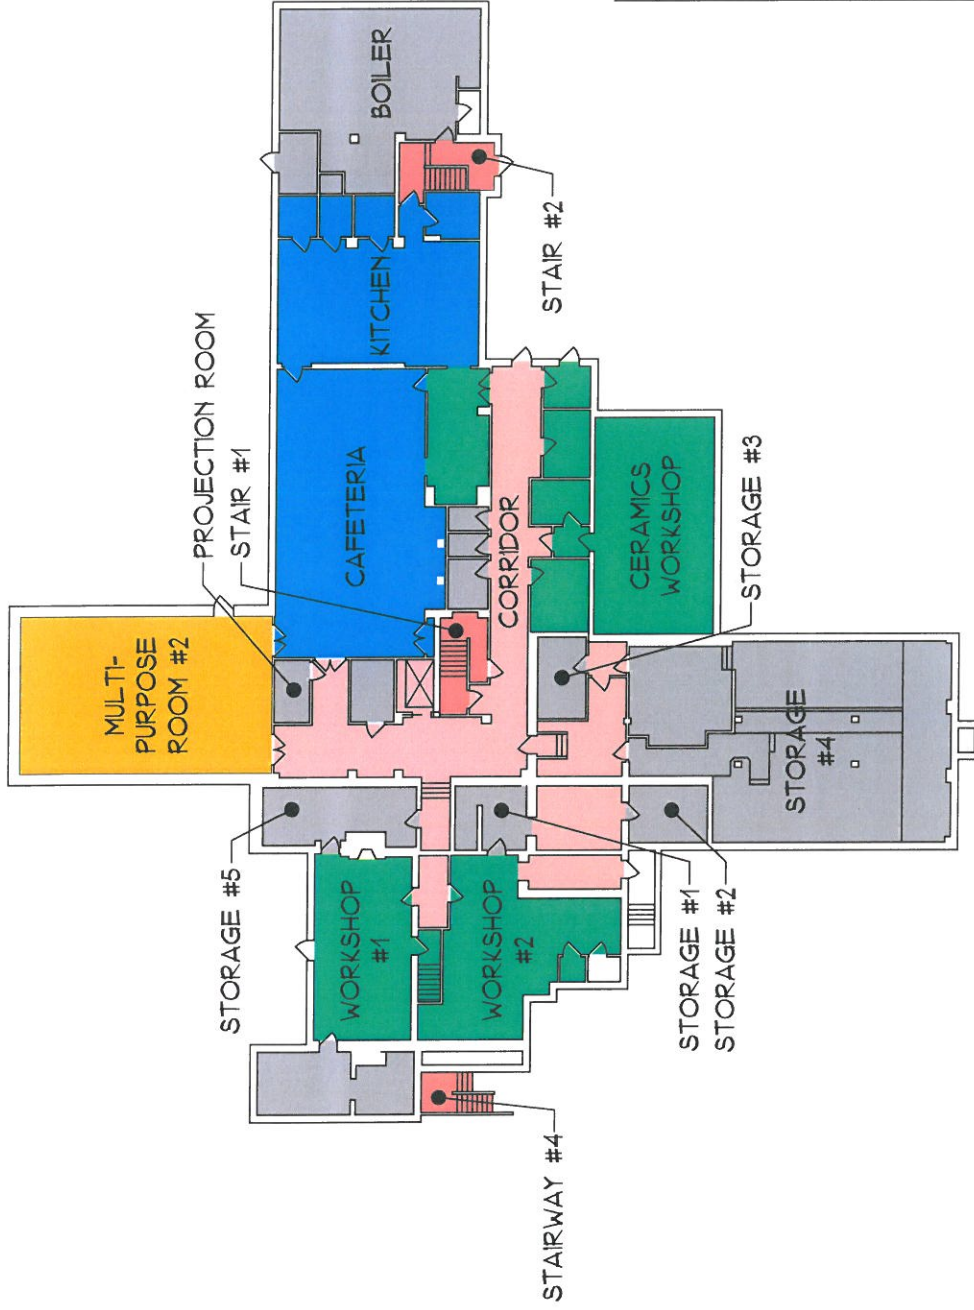 BOILER
STAIR #2
KITCHEN
PROJECTION ROOM
STAIR #1
CAFETERIA
CORRIDOR
CERAMICS
WORKSHOP
STORAGE #3
MULTI-
PURPOSE
ROOM #2
STORAGE
#4
STORAGE #5
WORKSHOP
#1
WORKSHOP
#2
STORAGE #1
STORAGE #2
STAIRWAY #4